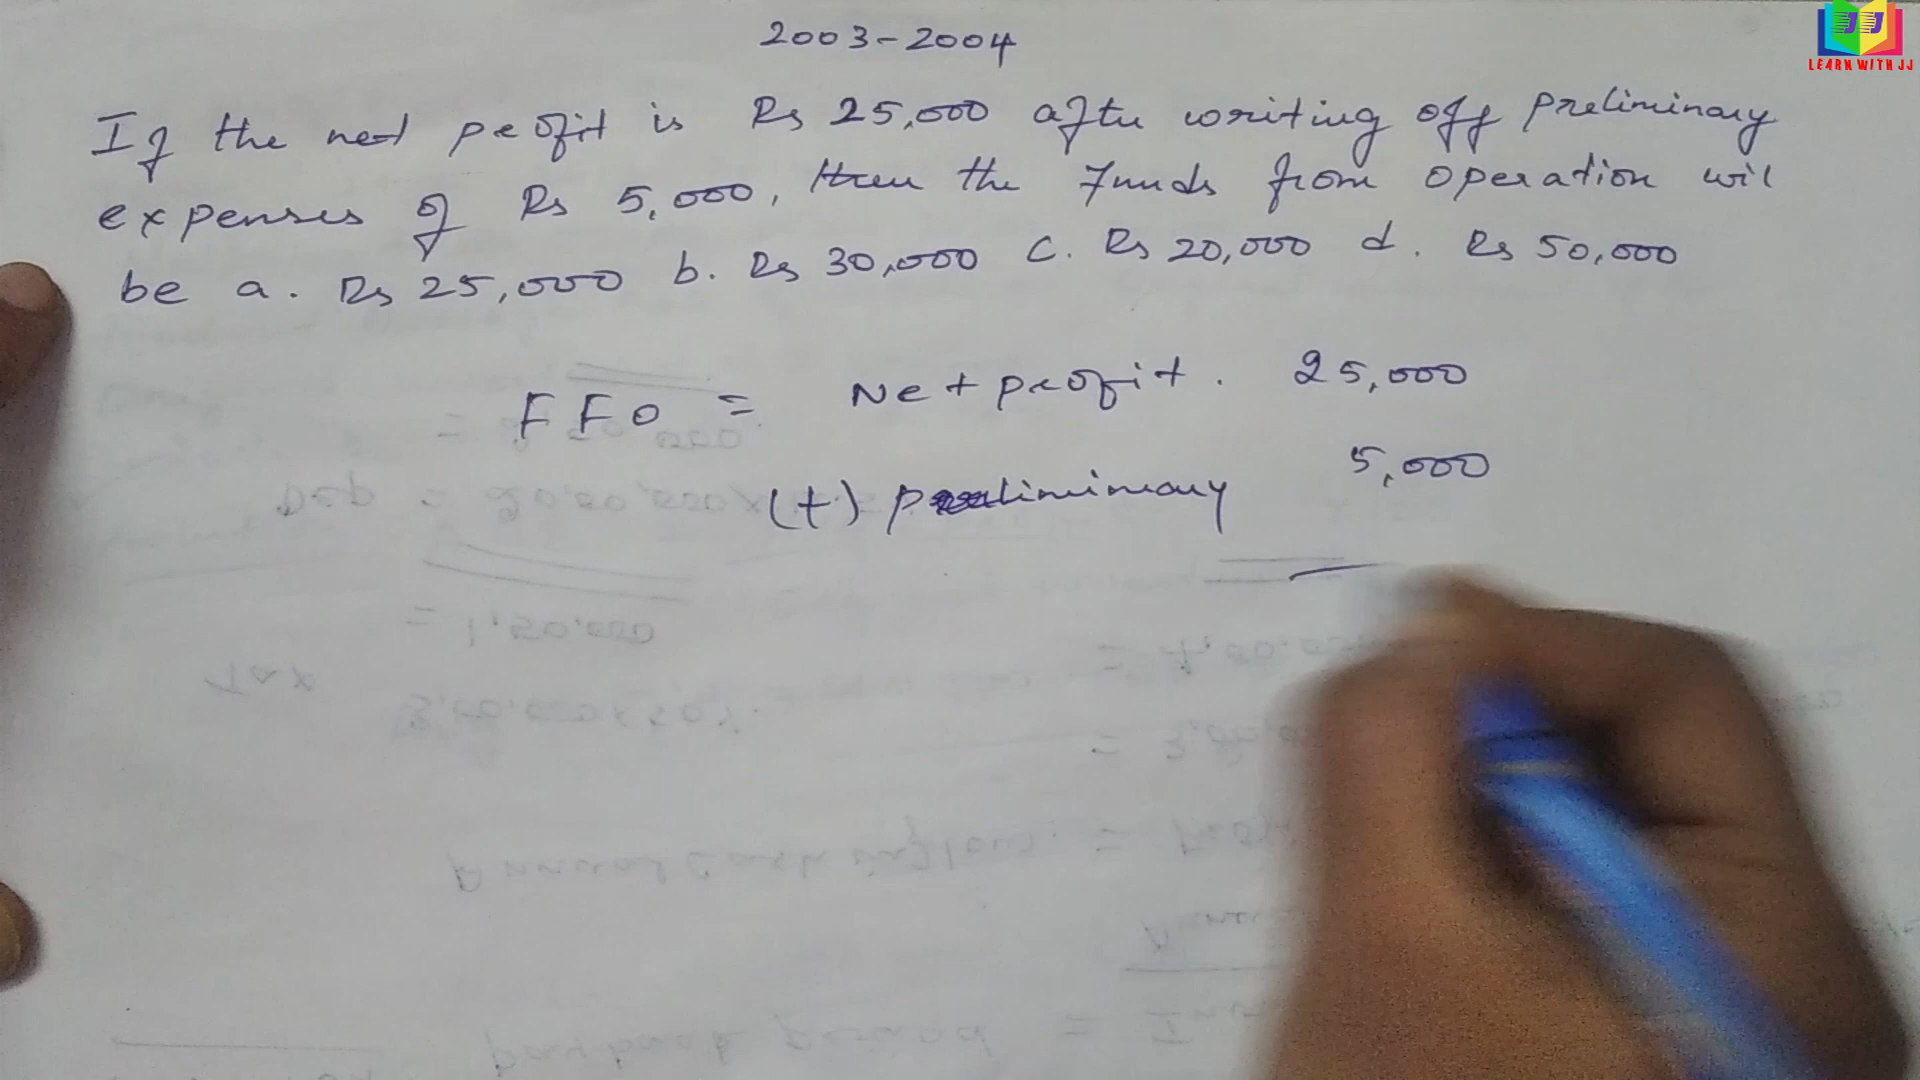 2003-2004
LEARN WITH JJ
If the net profit is Rs 25,000 after writing off preliminary
expenses of Rs 5,000, then the Funds from operation wil
be a. Rs 25,000 b. Rs 30,000 c. Rs 20,000 d. Rs 50,000
FFO = Net profit. 25,000
(+) preliminary 5,000